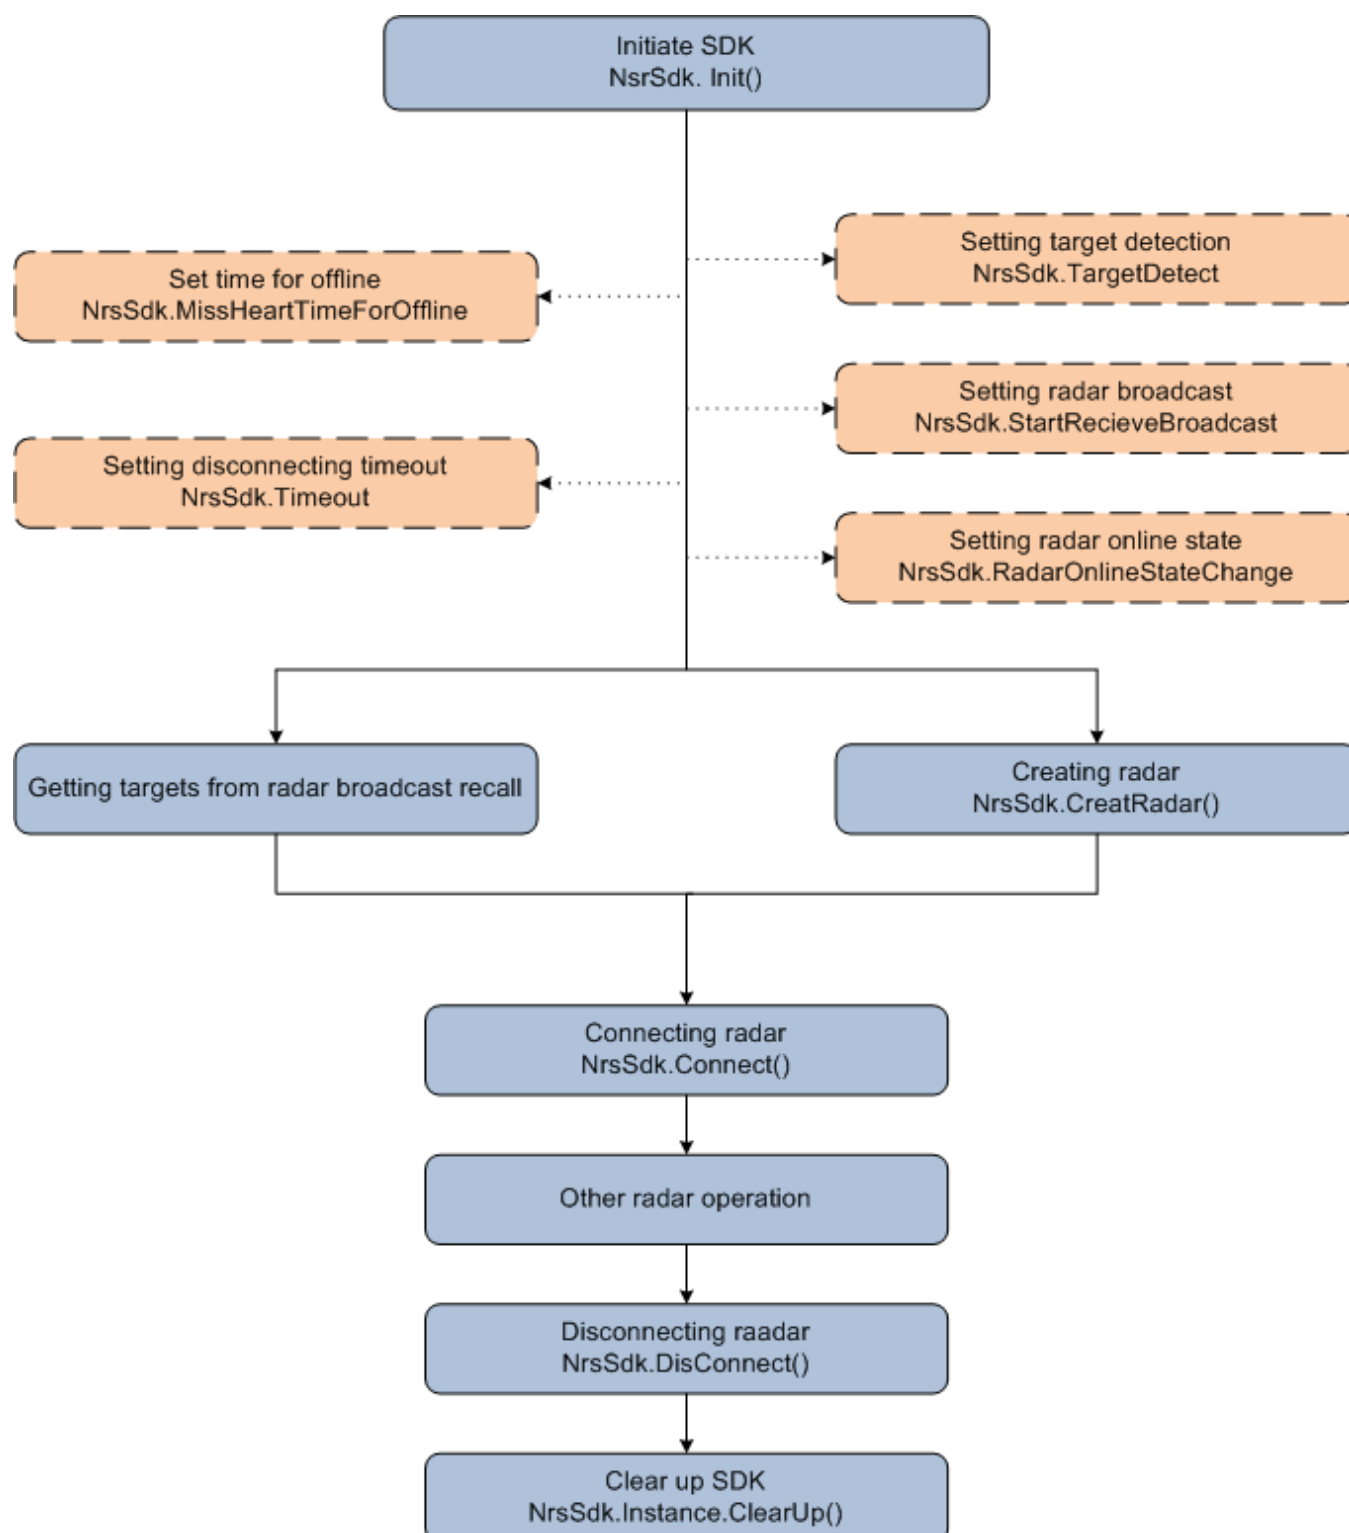 Initiate SDK
NsrSdk. Init()
Setting target detection
NrsSdk.TargetDetect
Set time for offline
NrsSdk.MissHeartTimeForOffline
Setting radar broadcast
NrsSdk.StartRecieveBroadcast
Setting disconnecting timeout
NrsSdk.Timeout
Setting radar online state
NrsSdk.RadarOnlineStateChange
Getting targets from radar broadcast recall
Creating radar
NrsSdk.CreatRadar()
Connecting radar
NrsSdk.Connect()
Other radar operation
Disconnecting raadar
NrsSdk.DisConnect()
Clear up SDK
NrsSdk.Instance.ClearUp()